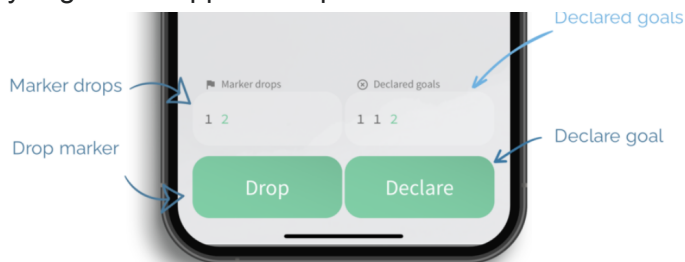 Declared goals
Marker drops
Marker drops
Declared goals
1 2
1 1 2
Drop marker
Declare goal
Drop
Declare